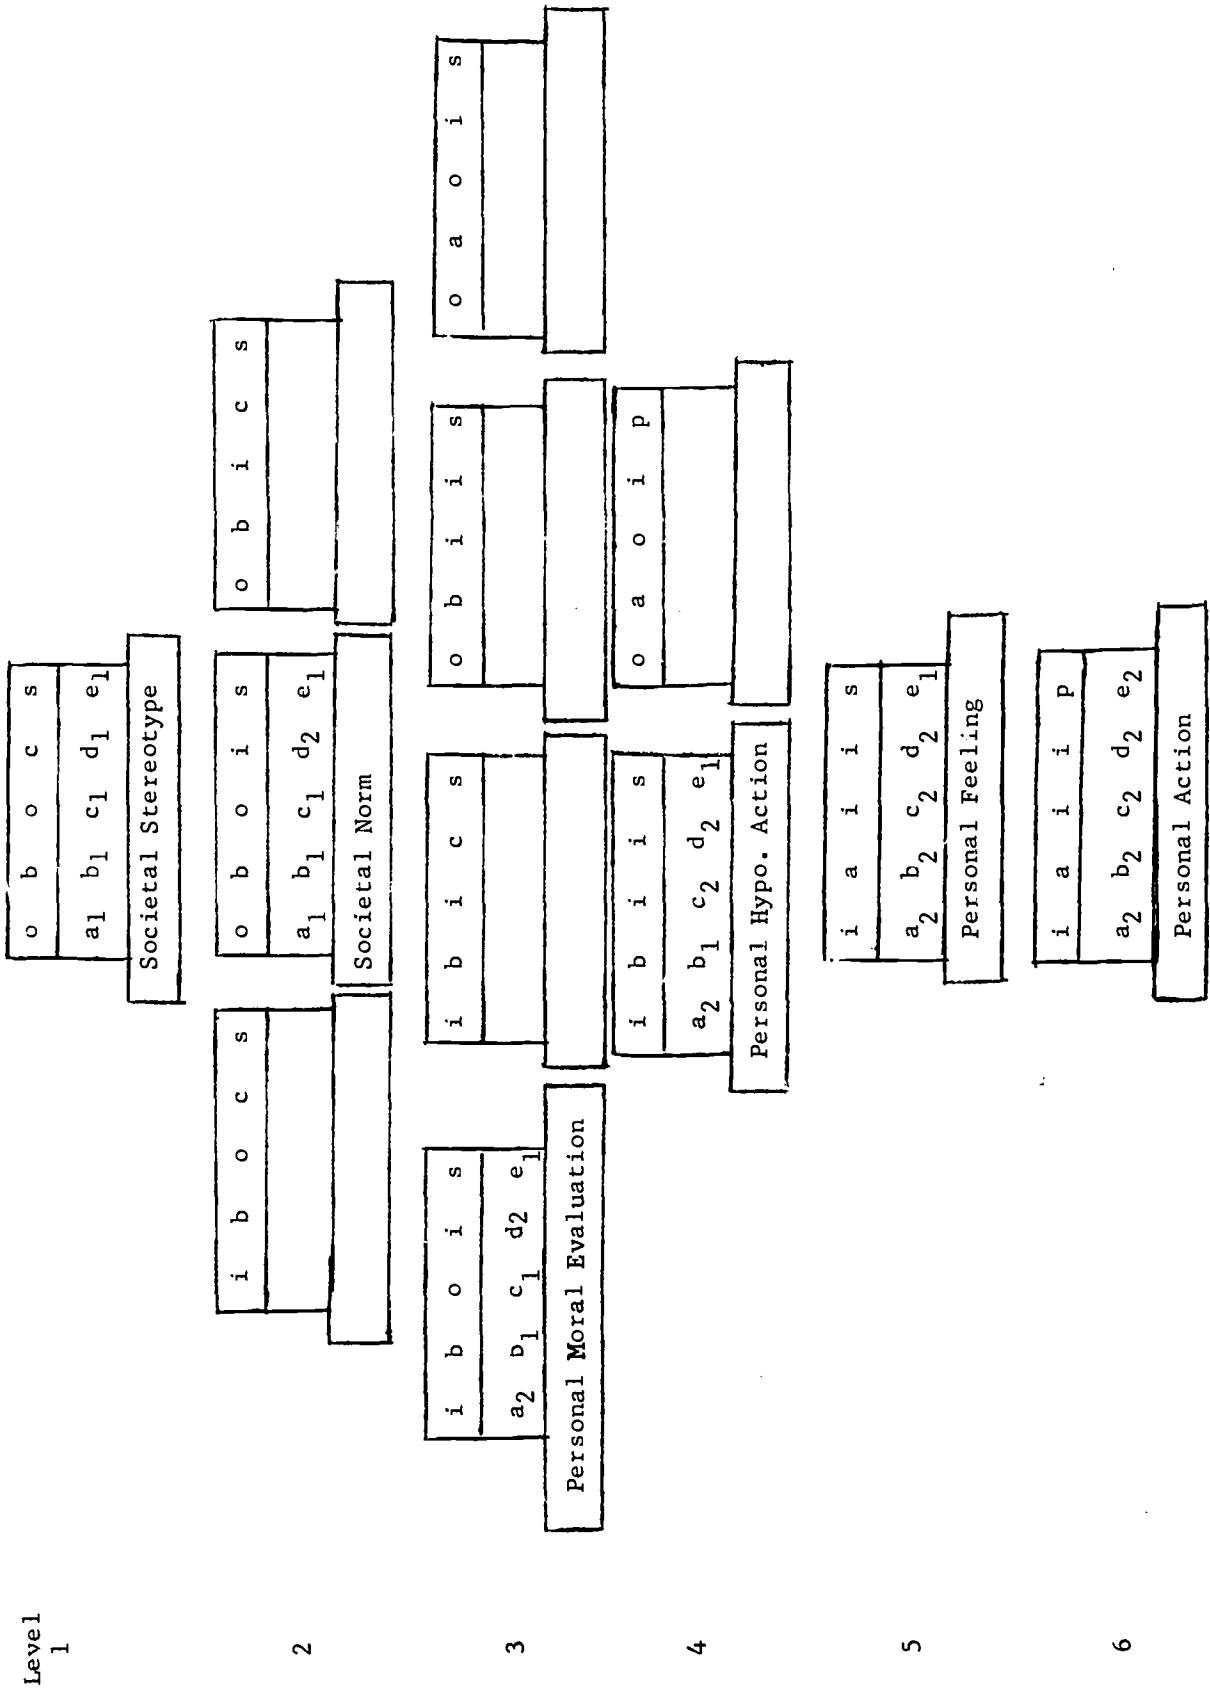 Level
1
o b o c s
a1 b1 c1 d1 e1
Societal Stereotype
2
i b o c s
o b o i s
a1 b1 c1 d2 e1
Societal Norm
o b i c s
3
i b o i s
a2 b1 c1 d2 e1
Personal Moral Evaluation
i b i c s
o b i i s
o a o i s
4
i b i i s
a2 b1 c2 d2 e1
Personal Hypo. Action
o a o i p
5
i a i i s
a2 b2 c2 d2 e1
Personal Feeling
6
i a i i p
a2 b2 c2 d2 e2
Personal Action